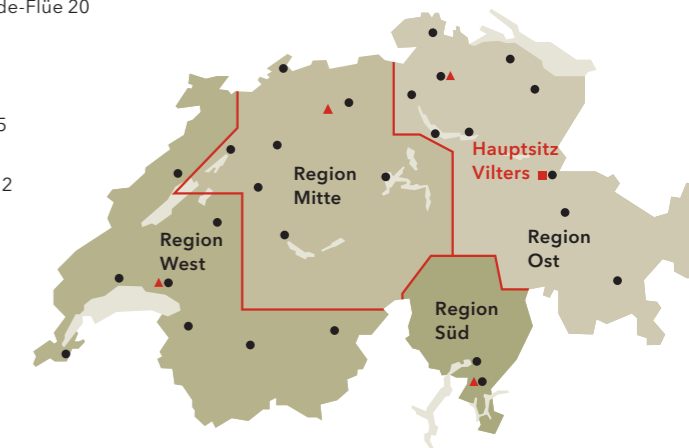 de-Flüe 20
5
2
Hauptsitz
Vilters
Region
Mitte
Region
West
Region
Ost
Region
Süd